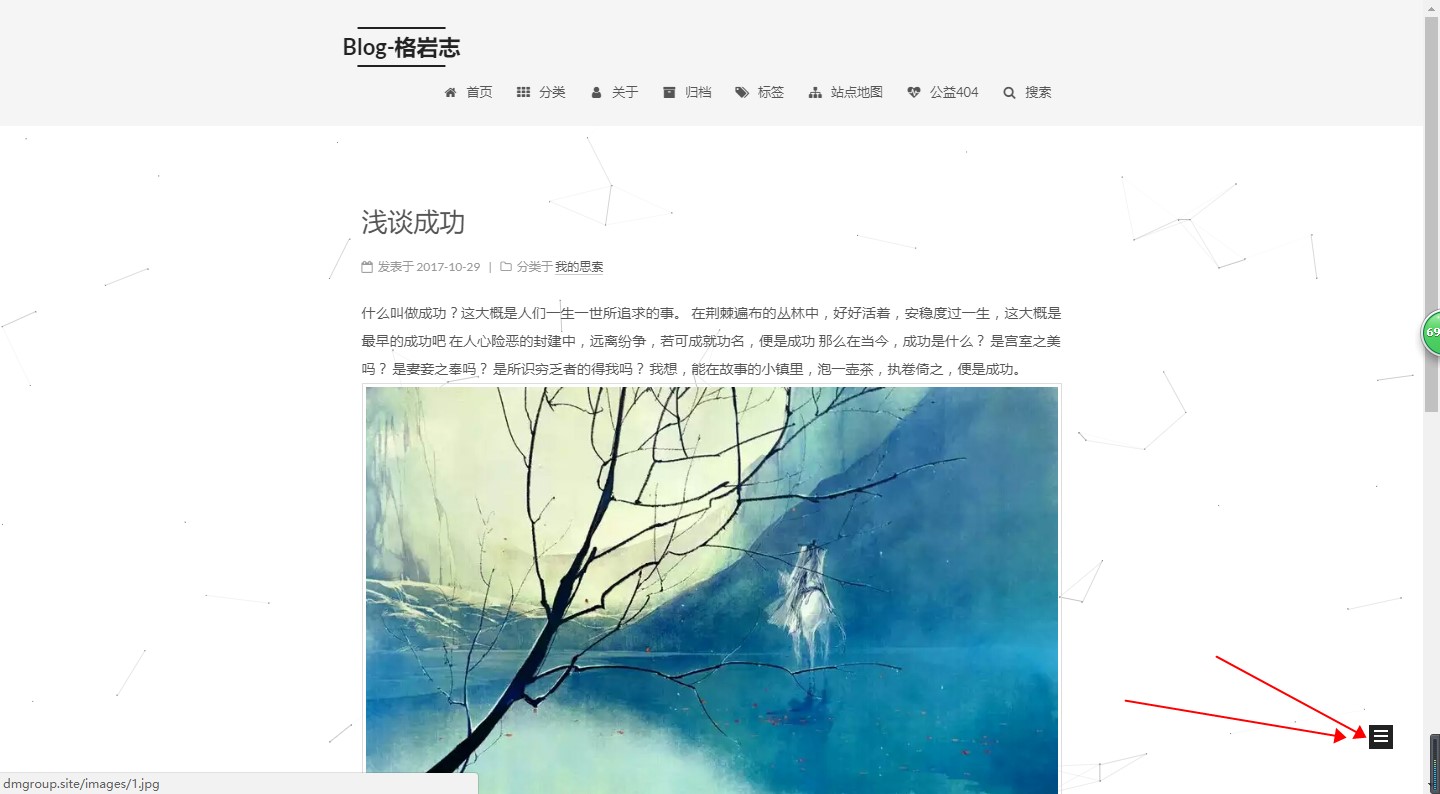 Blog-格岩志
首页 分类 关于 归档 标签 站点地图 公益404 搜索
浅谈成功
发表于 2017-10-29 | 分类于 我的思索
什么叫做成功？这大概是人们一生一世所追求的事。 在荆棘遍布的丛林中，好好活着，安稳度过一生，这大概是
最早的成功吧 在人心险恶的封建中，远离纷争，若可成就功名，便是成功 那么在当今，成功是什么？ 是宫室之美
吗？ 是妻妾之奉吗？ 是所识穷乏者的得我吗？ 我想，能在故事的小镇里，泡一壶茶，执卷倚之，便是成功。
69
dmgroup.site/images/1.jpg